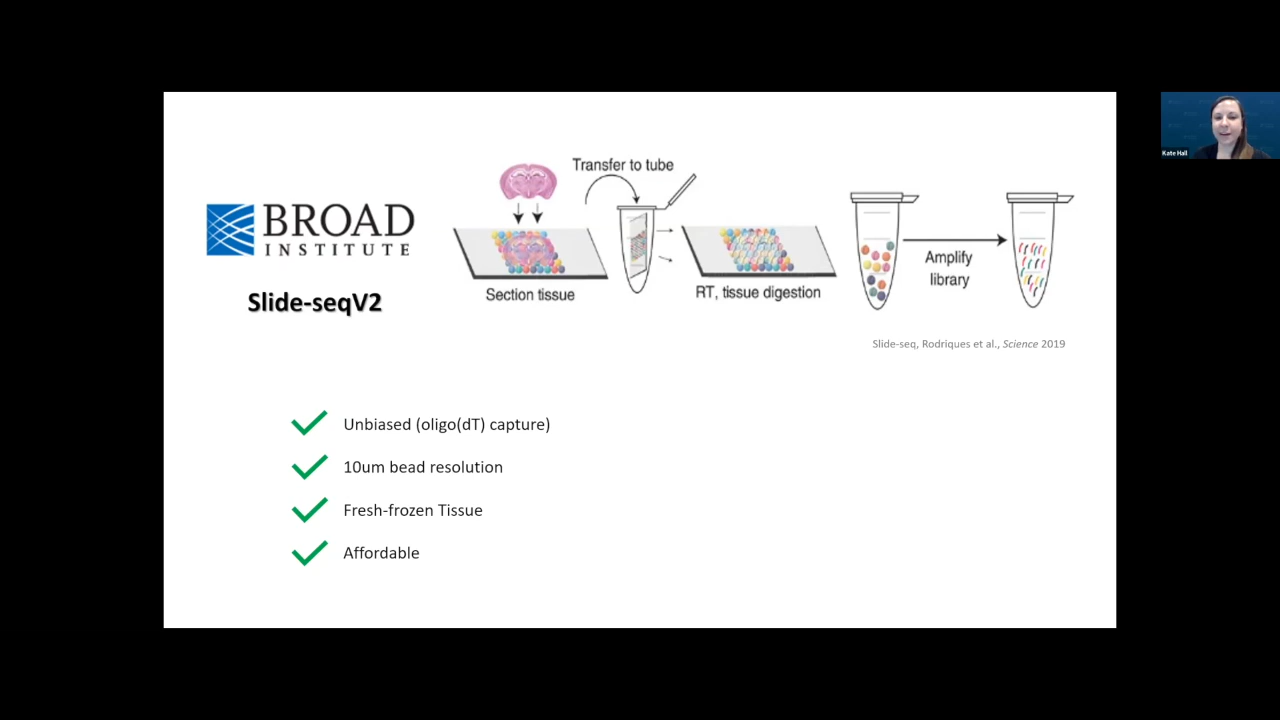 BROAD
INSTITUTE
Slide-seqV2
Transfer to tube
Section tissue
RT, tissue digestion
Amplify
library
Slide-seq, Rodriques et al., Science 2019
Unbiased (oligo(dT) capture)
10um bead resolution
Fresh-frozen Tissue
Affordable
Kate Hall